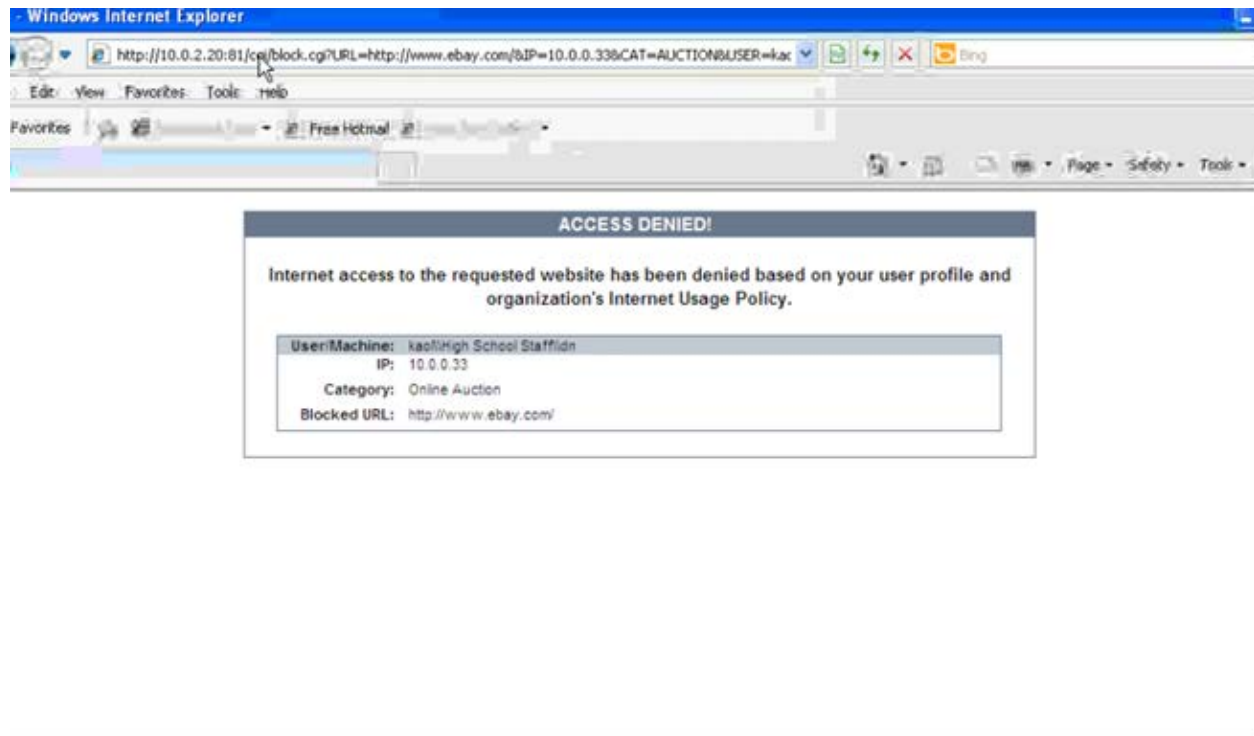 - Windows Internet Explorer
http://10.0.2.20:81/cgi/block.cgi?URL=http://www.ebay.com/&IP=10.0.0.33&CAT=AUCTION&USER=kac
Bing
Edit View Favorites Tools Help
Favorites Free Hotmail
Page Safety Tools
ACCESS DENIED!
Internet access to the requested website has been denied based on your user profile and
organization's Internet Usage Policy.
User/Machine: High School
IP: 10.0.0.33
Category: Online Auction
Blocked URL: http://www.ebay.com/